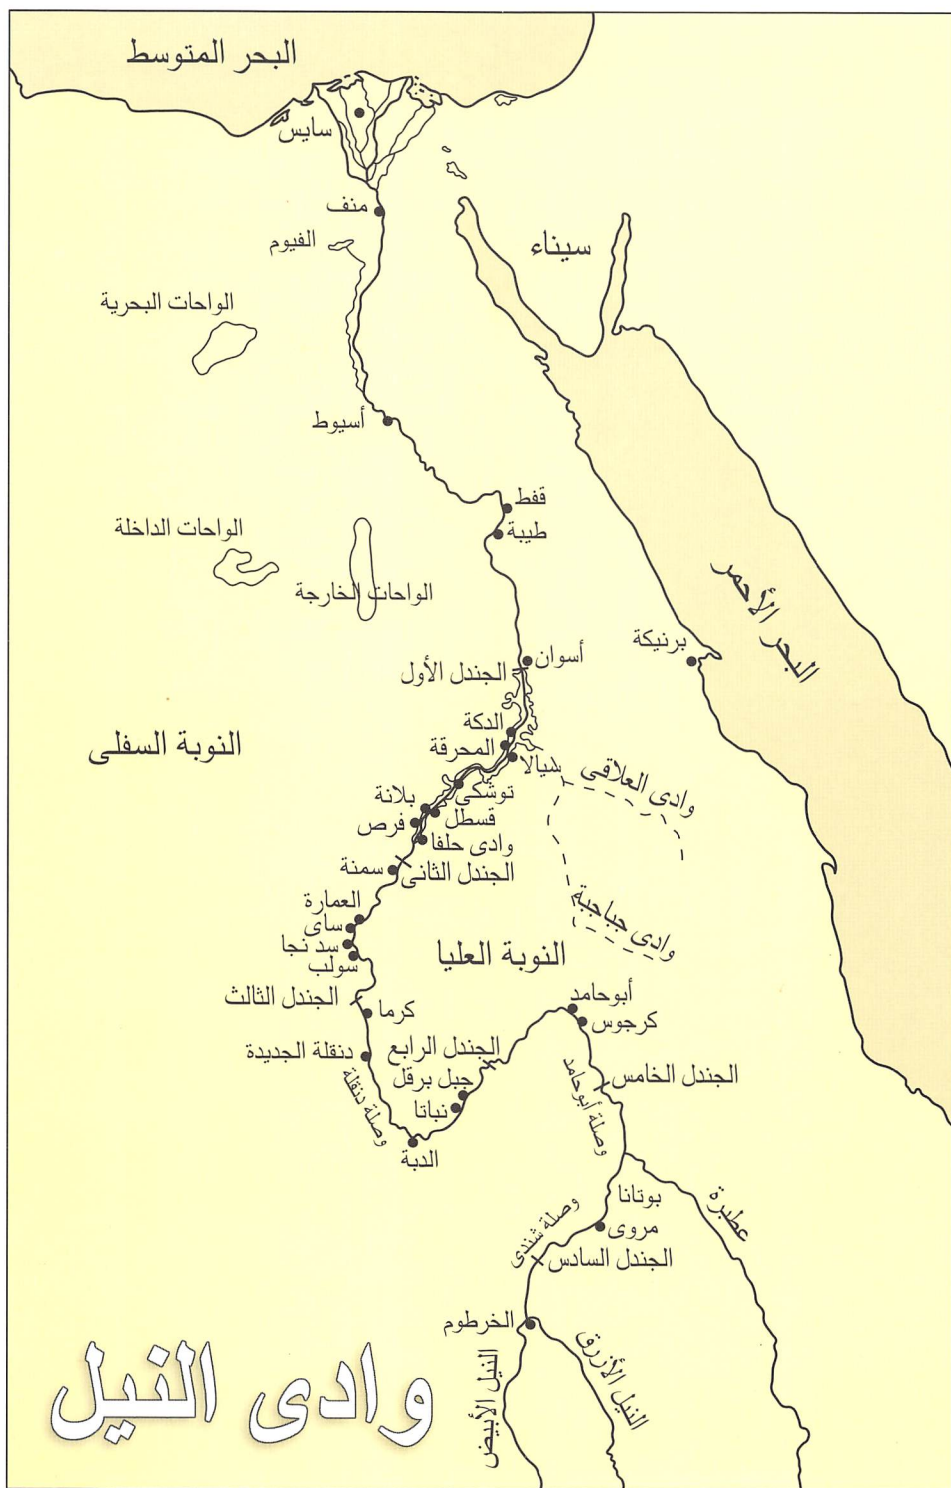 البحر المتوسط
سايس
منف
الفيوم
سيناء
الواحات البحرية
أسيوط
قفط
طيبة
الواحات الداخلة
الواحات الخارجة
البحر الأحمر
برنيكة
أسوان
الجندل الأول
الدكة
المحرقة
شيالا
النوبة السفلى
وادى العلاقى
توشكى
بلانة
قسطل
فرص
وادى حلفا
الجندل الثانى
سمنة
وادى جباجبة
العمارة
ساى
سد نجا
سولب
النوبة العليا
الجندل الثالث
كرما
أبوحامد
كرجوس
دنقلة الجديدة
الجندل الرابع
جبل برقل
نباتا
الجندل الخامس
وصلة دنقلة
وصلة أبوحامد
الدبة
بوتانا
عطبرة
مروى
وصلة شندى
الجندل السادس
الخرطوم
النيل الأزرق
النيل الأبيض
وادى النيل